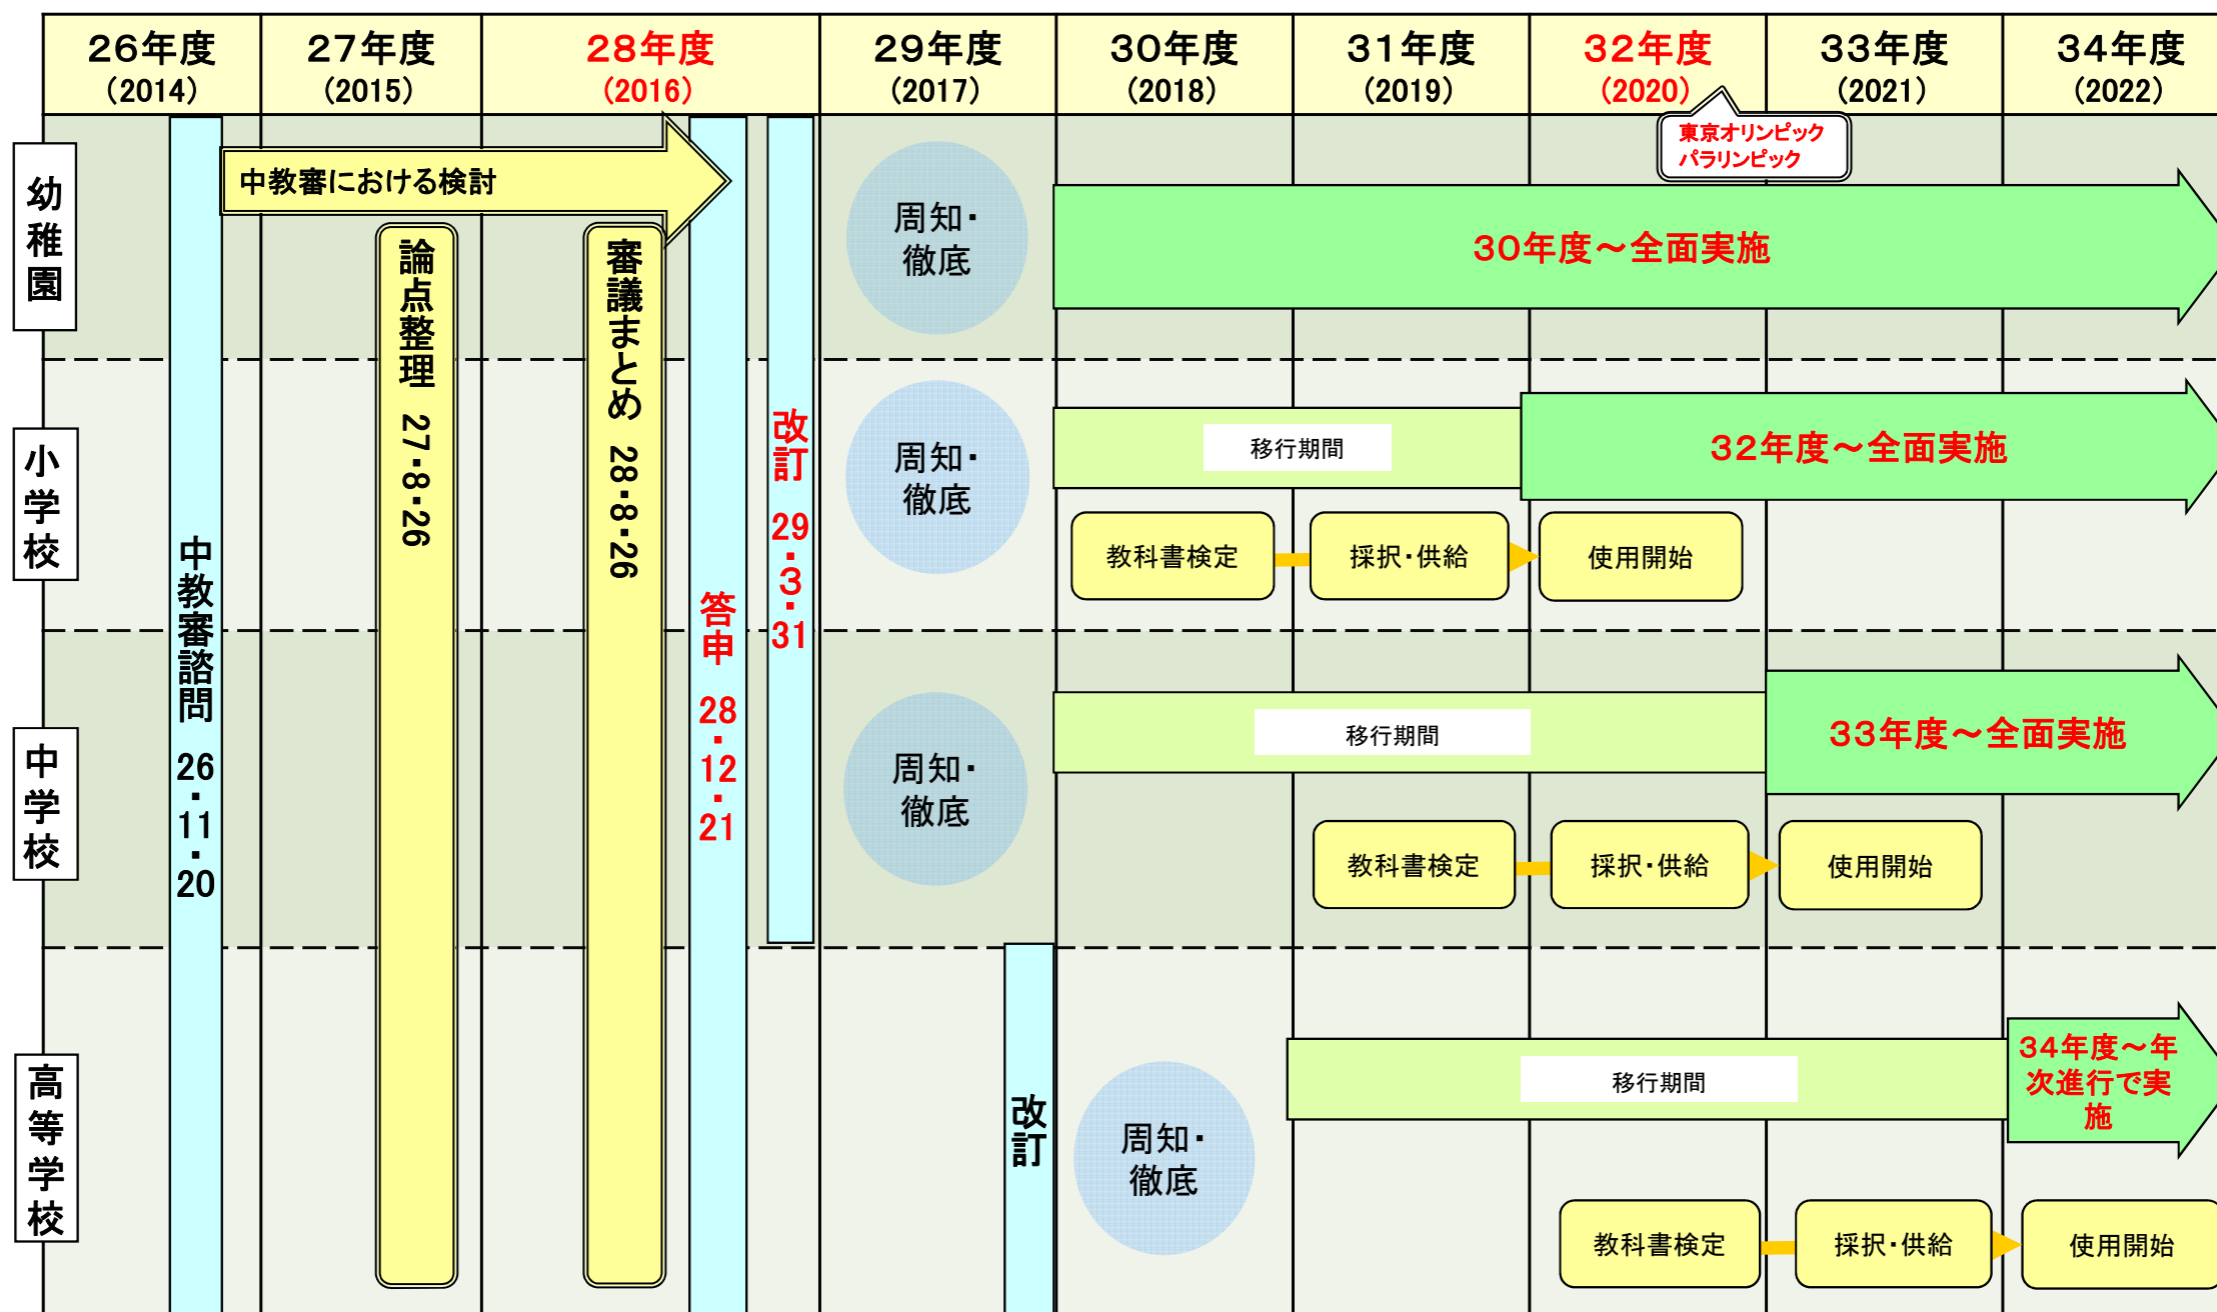 26年度
(2014)
27年度
(2015)
28年度
(2016)
29年度
(2017)
30年度
(2018)
31年度
(2019)
32年度
(2020)
33年度
(2021)
34年度
(2022)
東京オリンピック
パラリンピック
中教審諮問 26・11・20
中教審における検討
論点整理 27・8・26
審議まとめ 28・8・26
答申 28・12・21
改訂 29・3・31
幼稚園
周知・
徹底
30年度～全面実施
小学校
周知・
徹底
移行期間
32年度～全面実施
教科書検定
採択・供給
使用開始
中学校
周知・
徹底
移行期間
33年度～全面実施
教科書検定
採択・供給
使用開始
高等学校
改訂
周知・
徹底
移行期間
34年度～年
次進行で実
施
教科書検定
採択・供給
使用開始